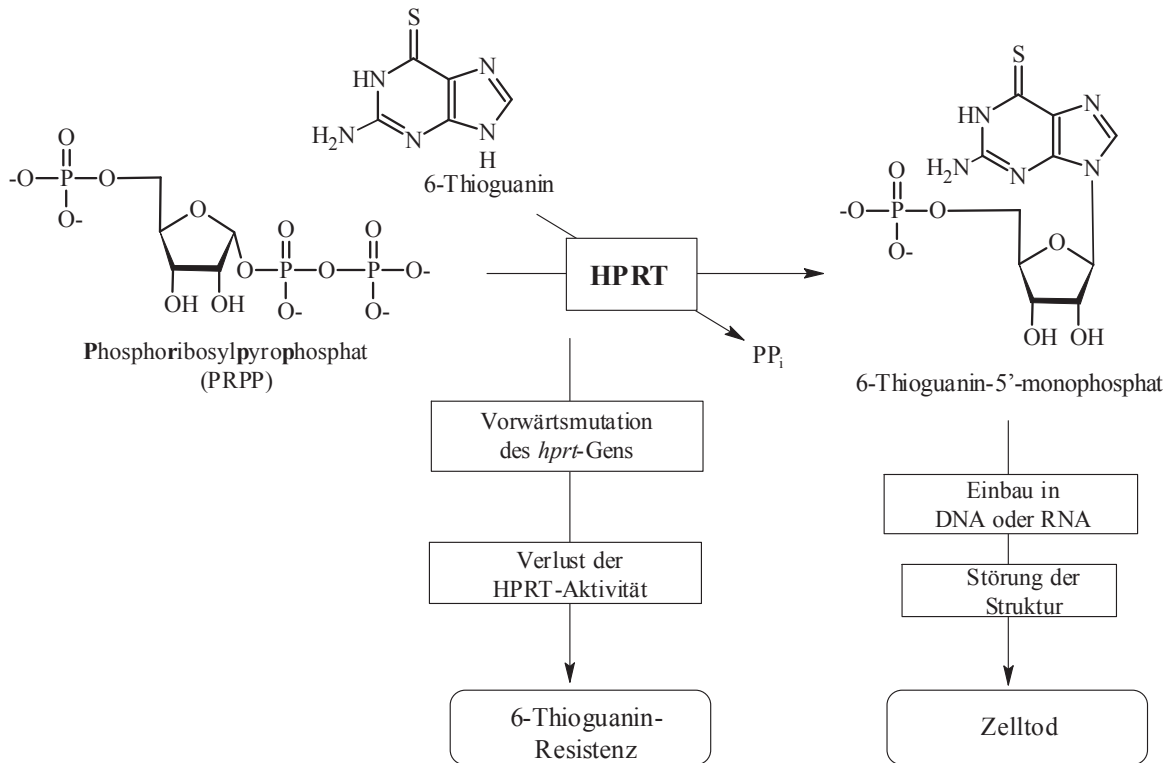 S
HN
N
H₂N
N
N
H
6-Thioguanin
O
-O
P
O
O-
O
OH
OH
O
O
O
P
O
P
O-
O-
O-
Phosphoribosylpyrophosphat
(PRPP)
HPRT
PPᵢ
S
HN
N
H₂N
N
N
O
-O
P
O
O-
O
OH
OH
6-Thioguanin-5’-monophosphat
Vorwärtsmutation
des hprt-Gens
Verlust der
HPRT-Aktivität
6-Thioguanin-
Resistenz
Einbau in
DNA oder RNA
Störung der
Struktur
Zelltod